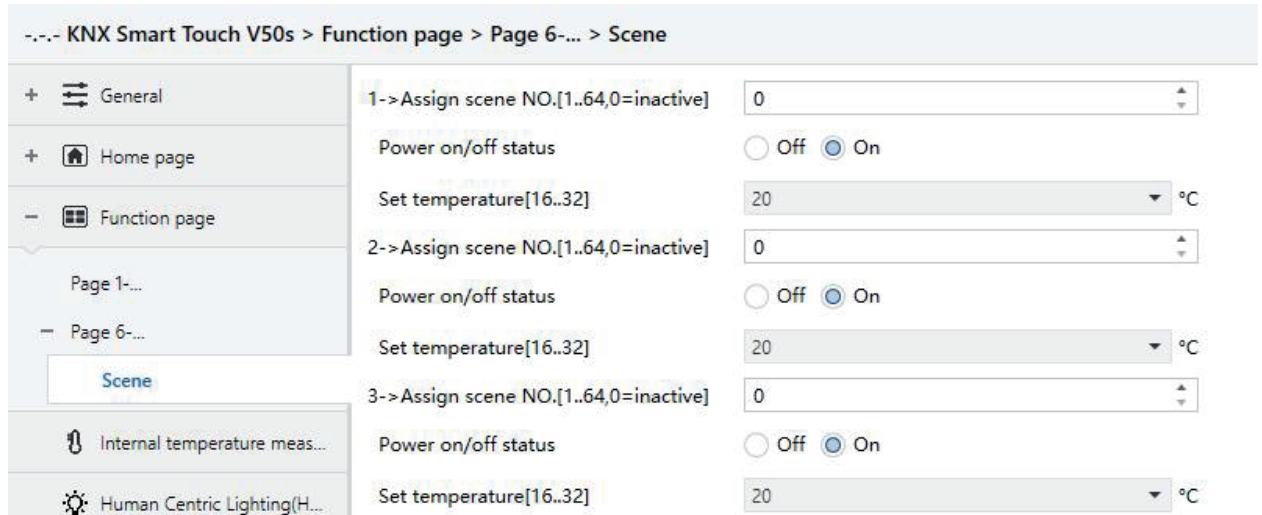 -.-.- KNX Smart Touch V50s > Function page > Page 6-... > Scene
+ General
+ Home page
− Function page
Page 1-...
− Page 6-...
Scene
Internal temperature meas...
Human Centric Lighting(H...
1->Assign scene NO.[1..64,0=inactive] 0
Power on/off status Off On
Set temperature[16..32] 20 °C
2->Assign scene NO.[1..64,0=inactive] 0
Power on/off status Off On
Set temperature[16..32] 20 °C
3->Assign scene NO.[1..64,0=inactive] 0
Power on/off status Off On
Set temperature[16..32] 20 °C